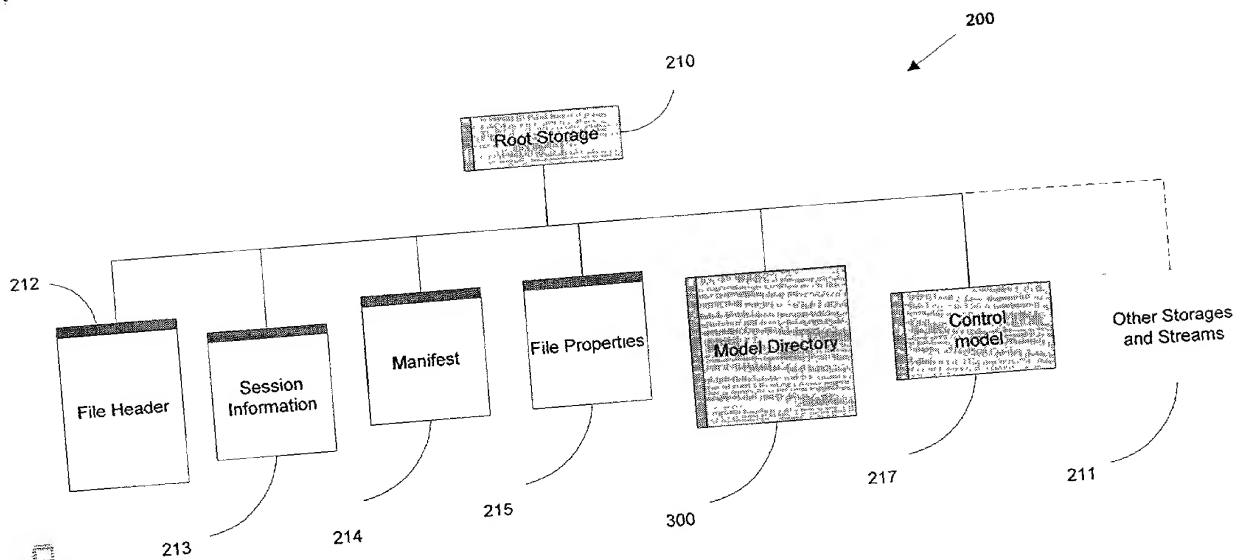 200
210
Root Storage
212
File Header
Session
Information
Manifest
File Properties
Model Directory
Control
model
Other Storages
and Streams
213
214
215
300
217
211